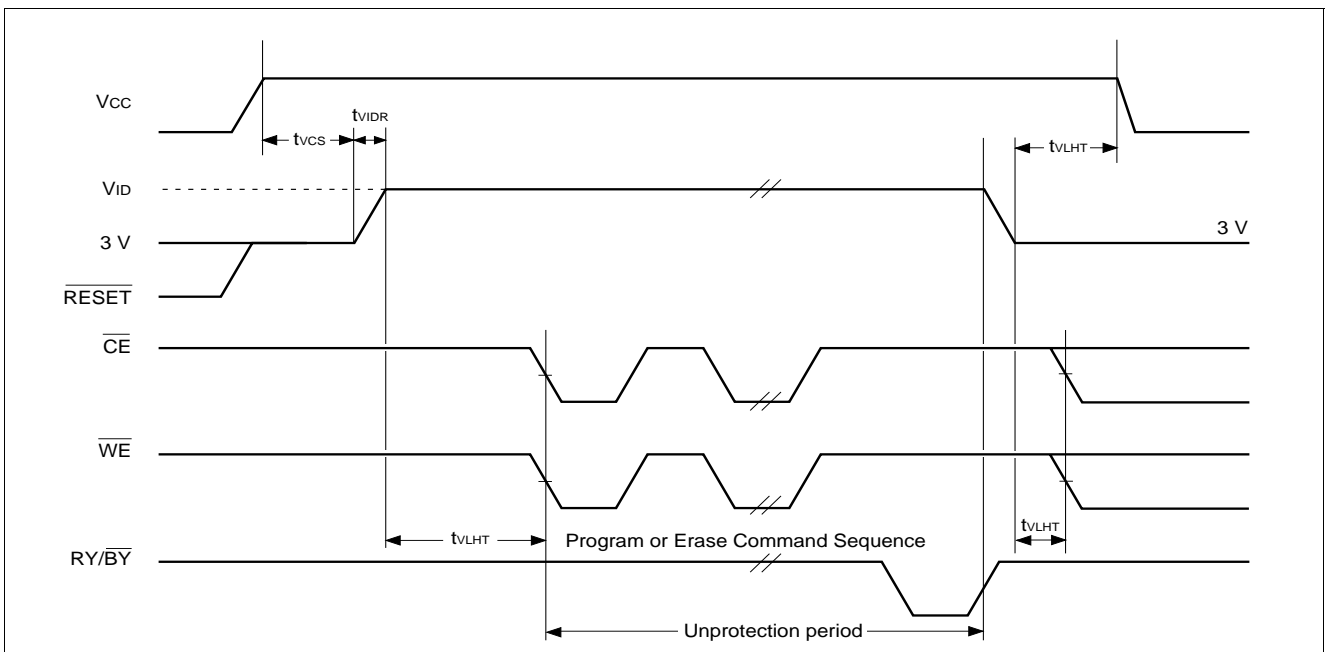 VCC
tVIDR
tVCS
tVLHT
VID
3 V
3 V
RESET
CE
WE
tVLHT
Program or Erase Command Sequence
tVLHT
RY/BY
Unprotection period